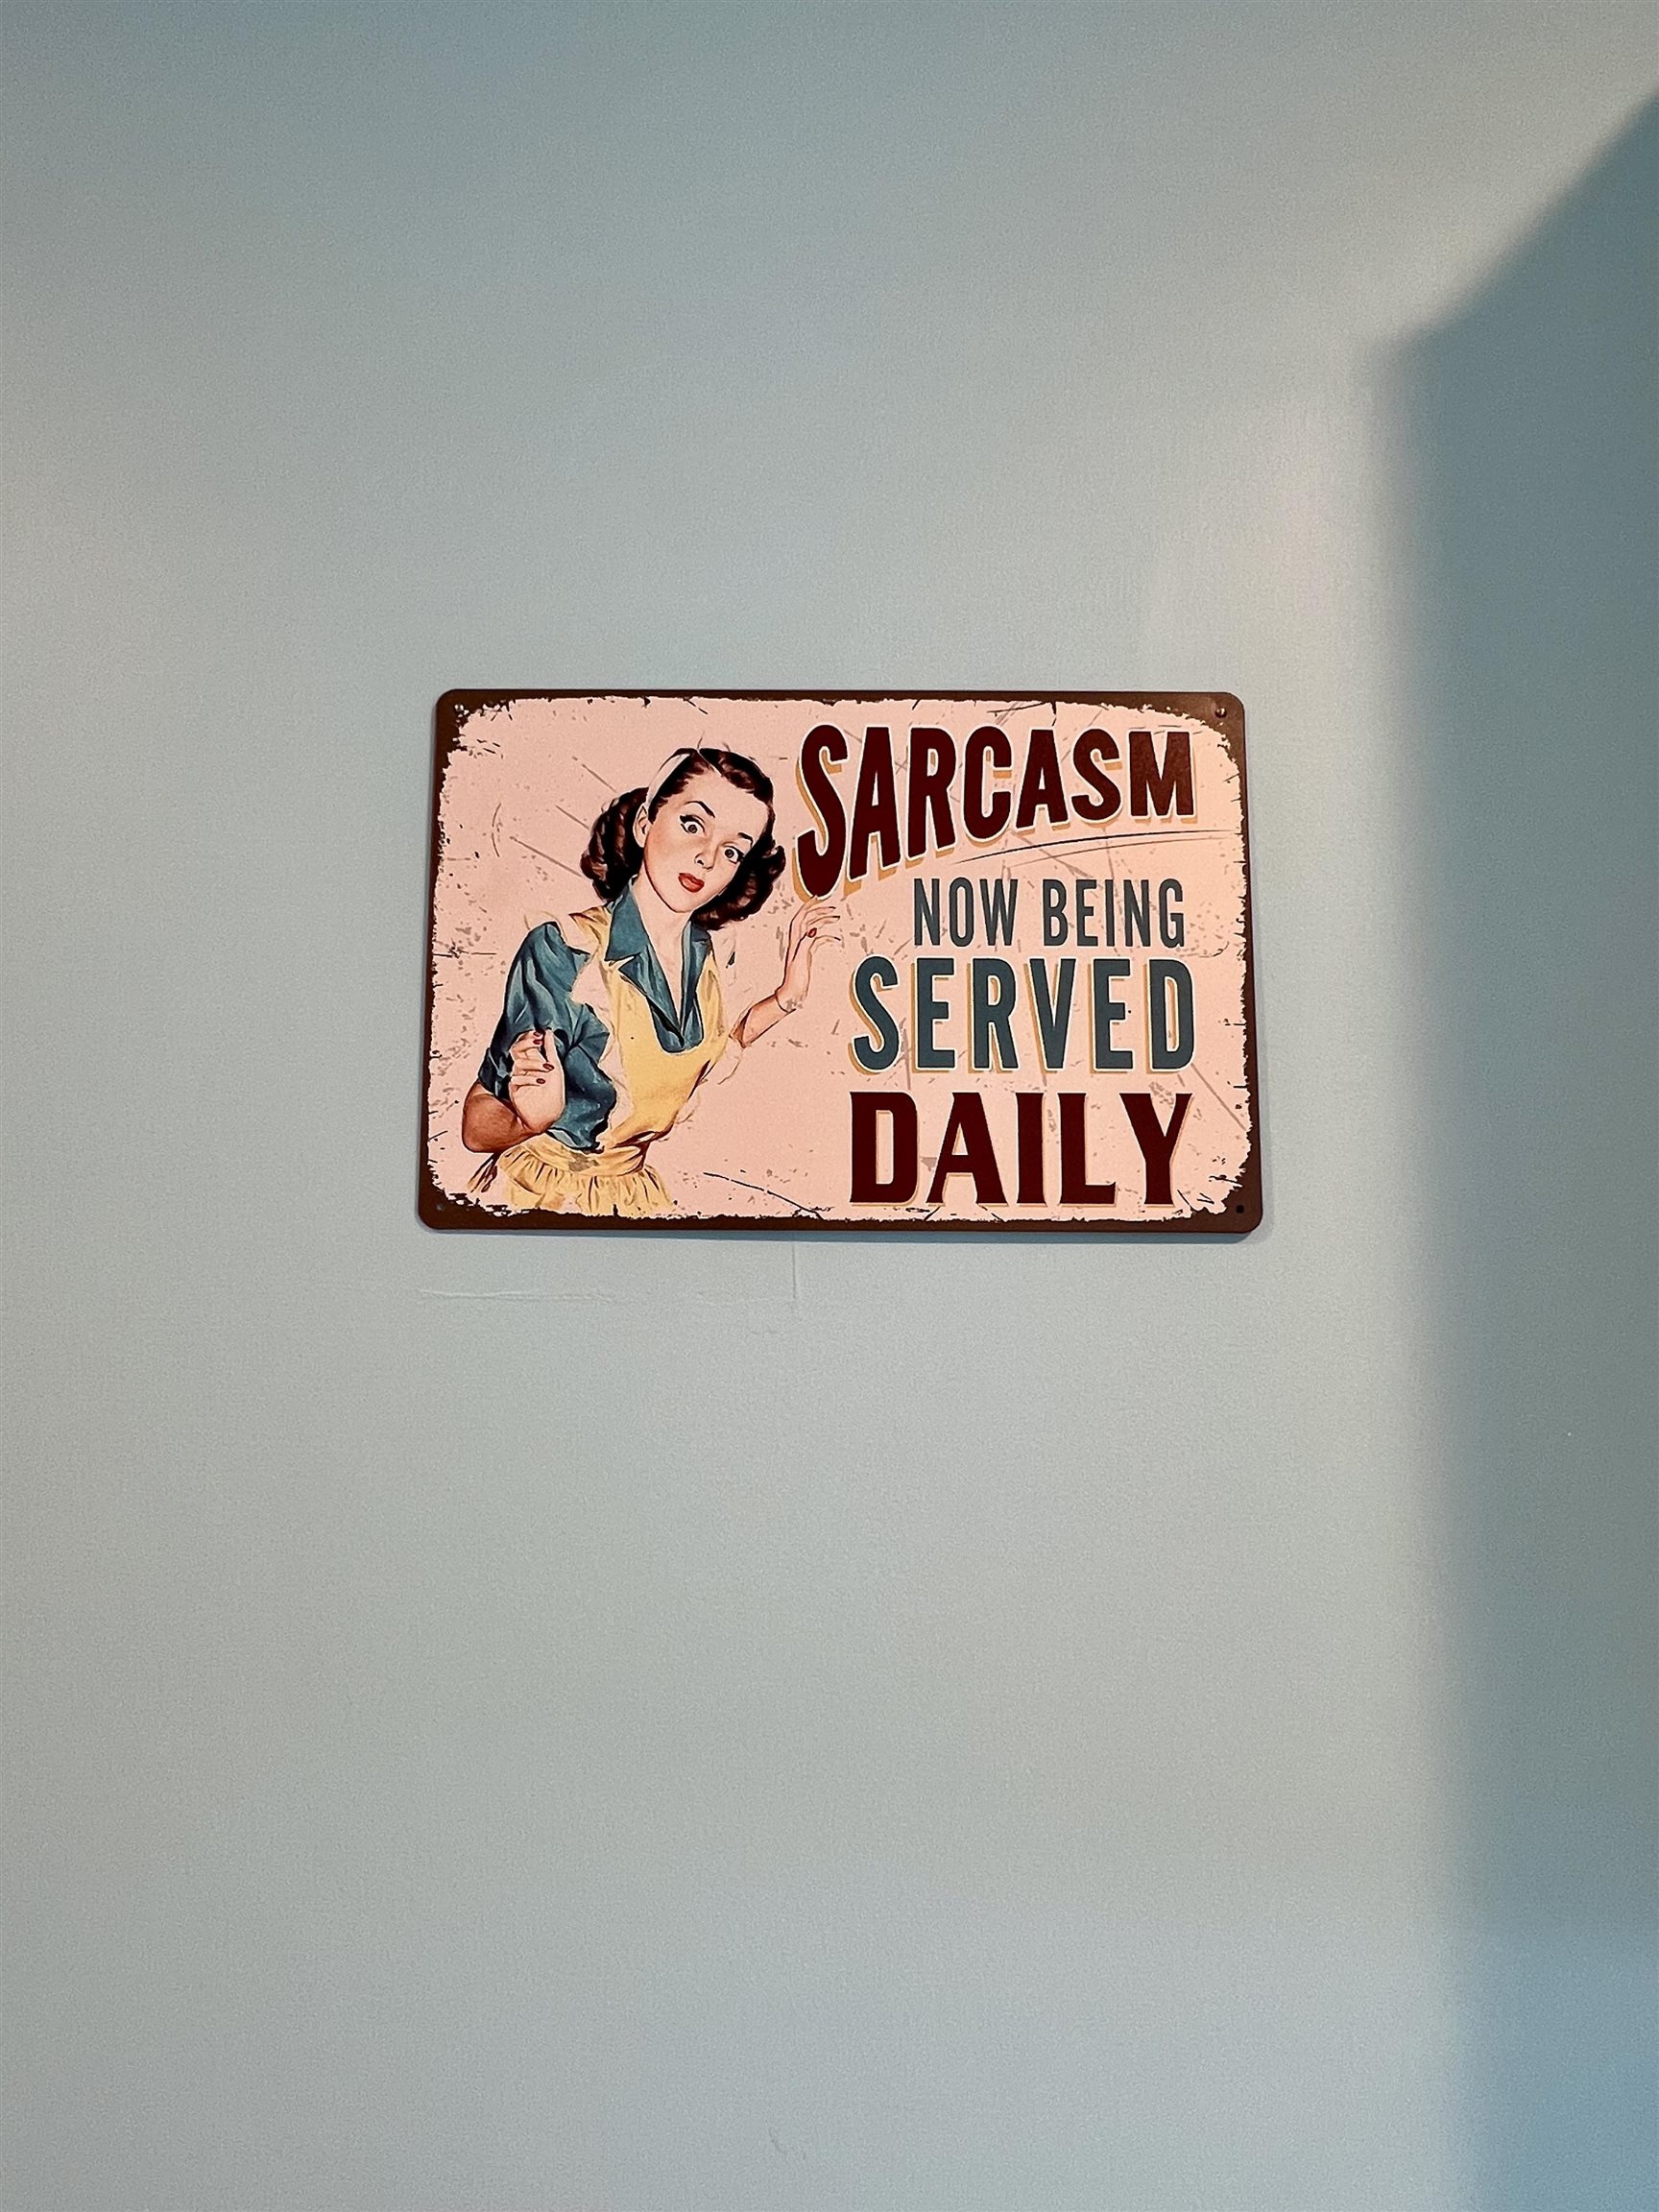 SARCASM
NOW BEING
SERVED
DAILY